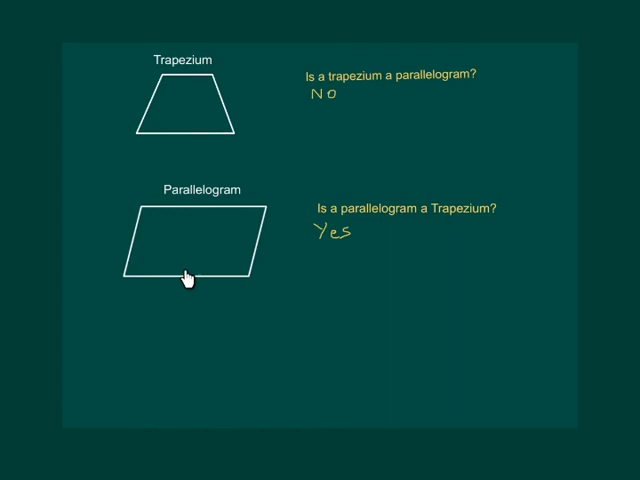 Trapezium
Is a trapezium a parallelogram?
No
Parallelogram
Is a parallelogram a Trapezium?
Yes